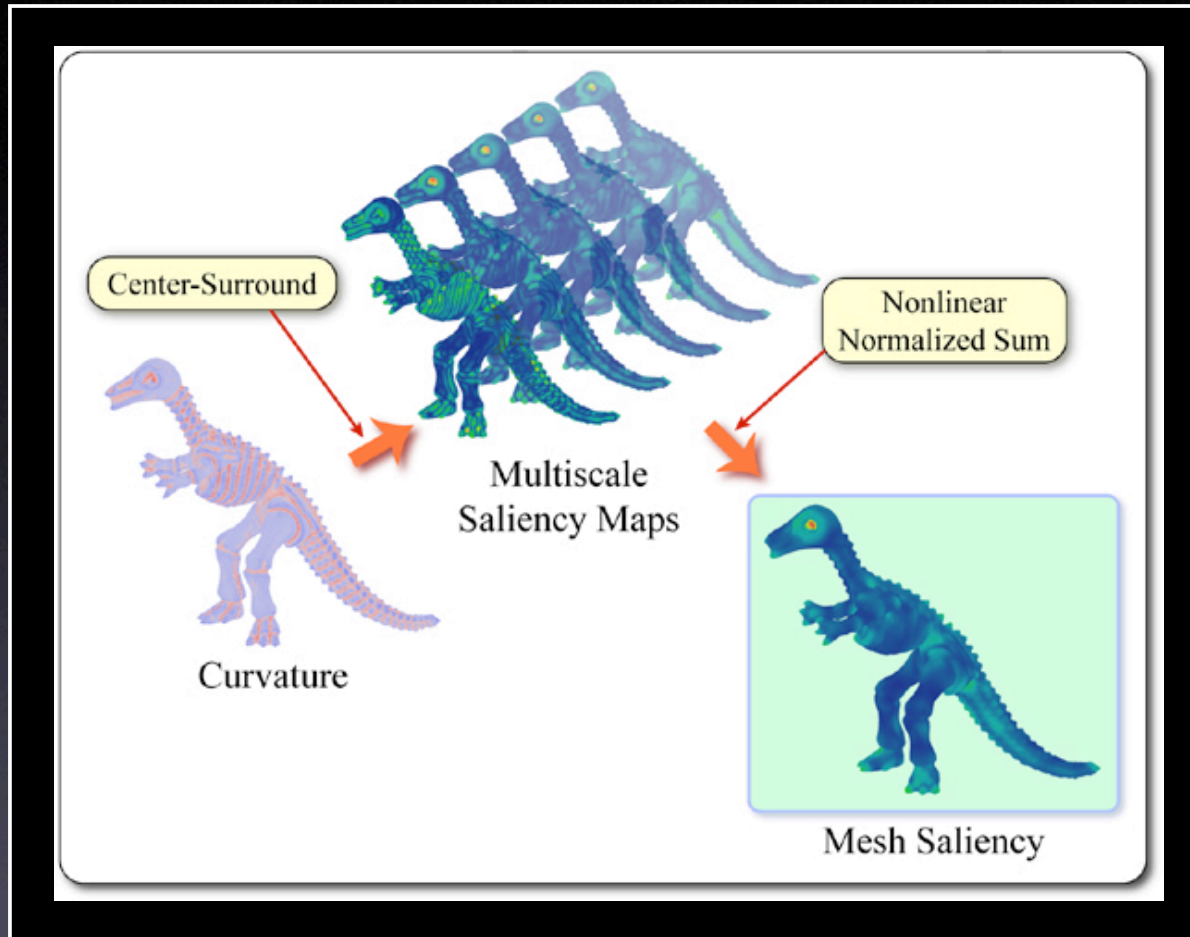 Center-Surround
Nonlinear
Normalized Sum
Multiscale
Saliency Maps
Curvature
Mesh Saliency